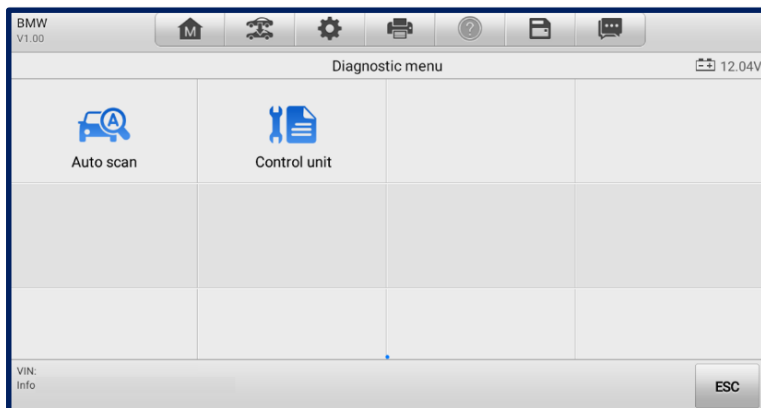 BMW
V1.00
M
?
Diagnostic menu
12.04V
A
Auto scan
Control unit
VIN:
Info
ESC